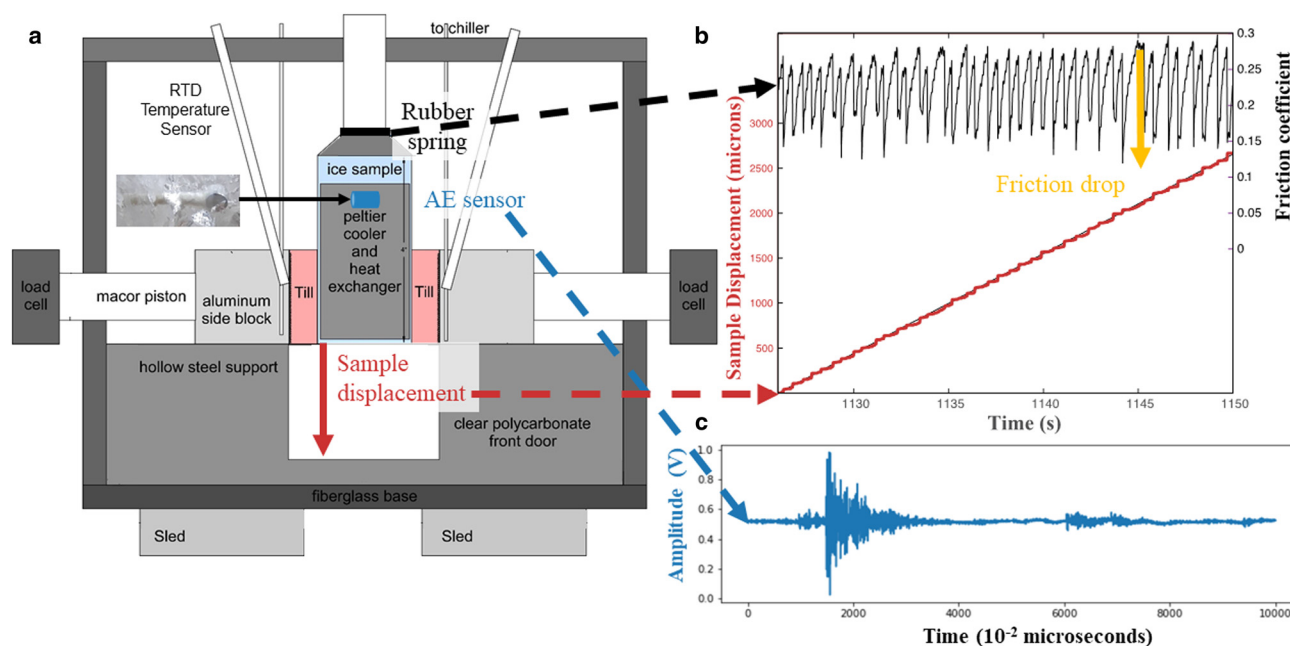 a
to chiller
RTD
Temperature
Sensor
Rubber
spring
ice sample
AE sensor
peltier
cooler
and
heat
exchanger
4"
load
cell
macor piston
aluminum
side block
Till
Till
load
cell
hollow steel support
Sample
displacement
clear polycarbonate
front door
fiberglass base
Sled
Sled
b
Sample Displacement (microns)
3000
2500
2000
1500
1000
500
Friction drop
0.3
0.25
0.2
0.15
0.1
0.05
0
Friction coefficient
1130
1135
1140
1145
1150
Time (s)
c
Amplitude (V)
1.0
0.8
0.6
0.4
0.2
0.0
0
2000
4000
6000
8000
10000
Time (10⁻² microseconds)